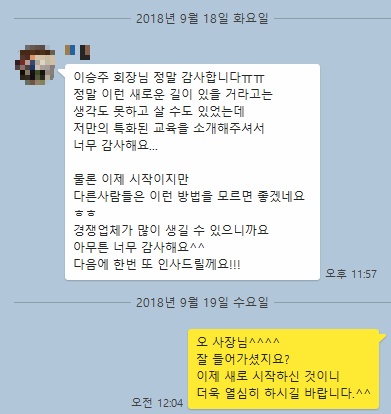 2018년 9월 18일 화요일
이승주 회장님 정말 감사합니다ㅠㅠ
정말 이런 새로운 길이 있을 거라고는
생각도 못하고 살 수도 있었는데
저만의 특화된 교육을 소개해주셔서
너무 감사해요...
물론 이제 시작이지만
다른사람들은 이런 방법을 모르면 좋겠네요
ㅎㅎ
경쟁업체가 많이 생길 수 있으니까요
아무튼 너무 감사해요^^
다음에 한번 또 인사드릴께요!!!
오후 11:57
2018년 9월 19일 수요일
오 사장님^^^^
잘 들어가셨지요?
이제 새로 시작하신 것이니
더욱 열심히 하시길 바랍니다.^^
오전 12:04